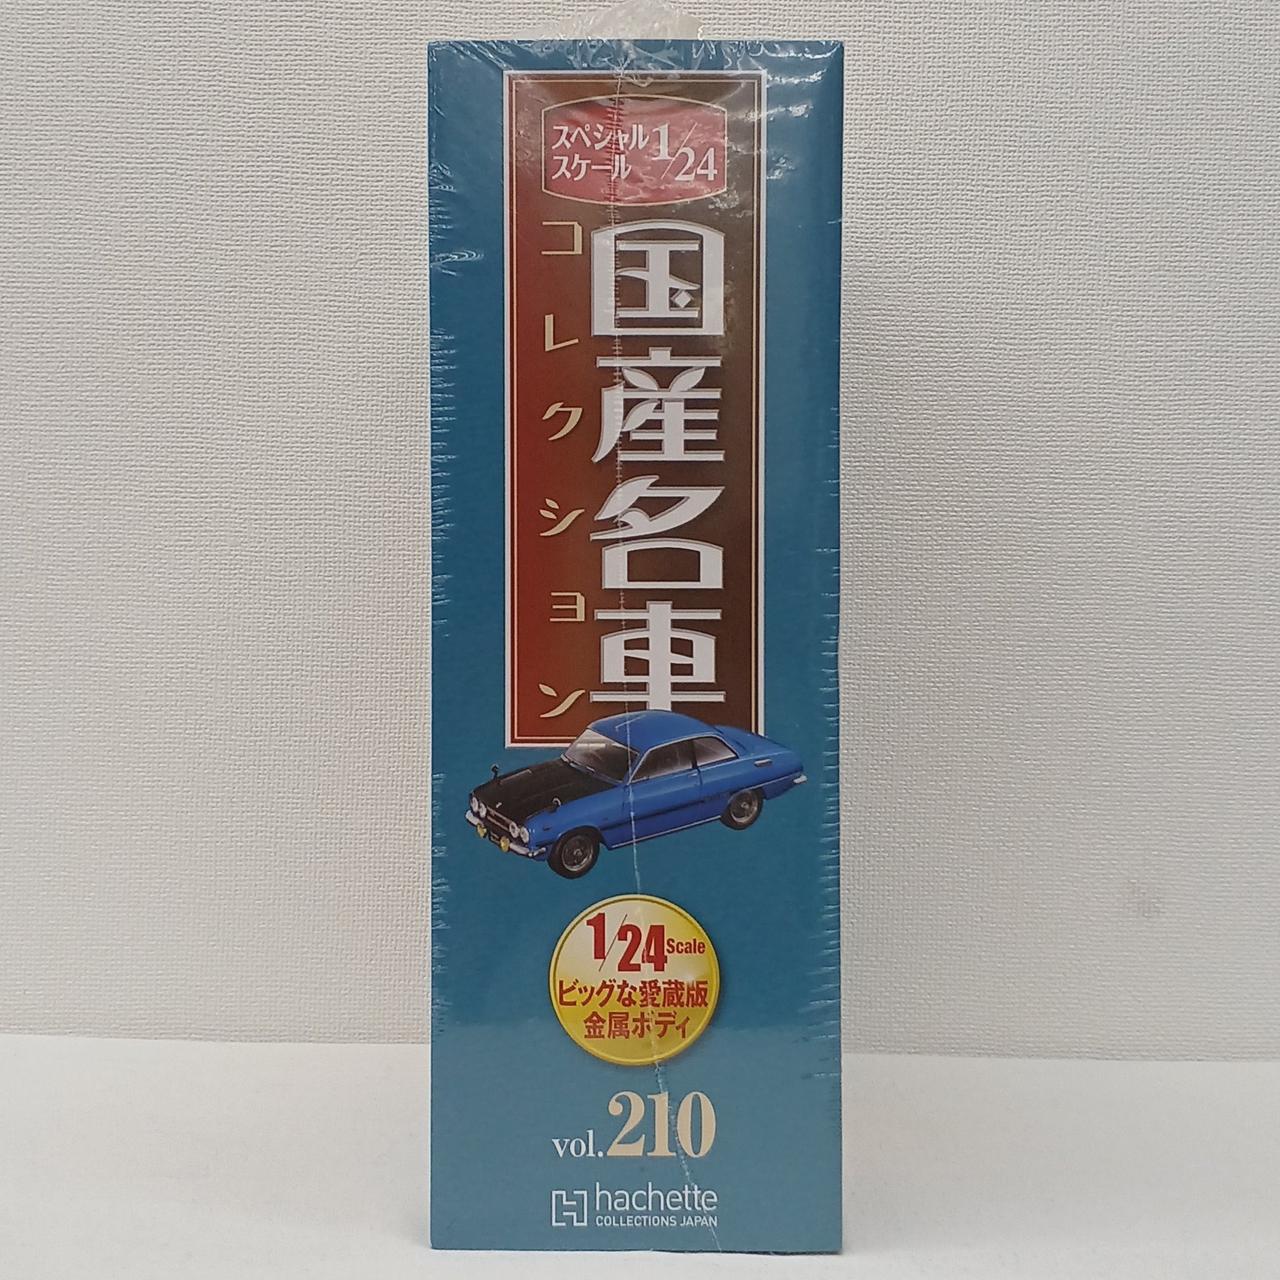 スペシャル
スケール 1/24
国産名車
コレクション
1/24 Scale
ビッグな愛蔵版
金属ボディ
vol.210
hachette
COLLECTIONS JAPAN